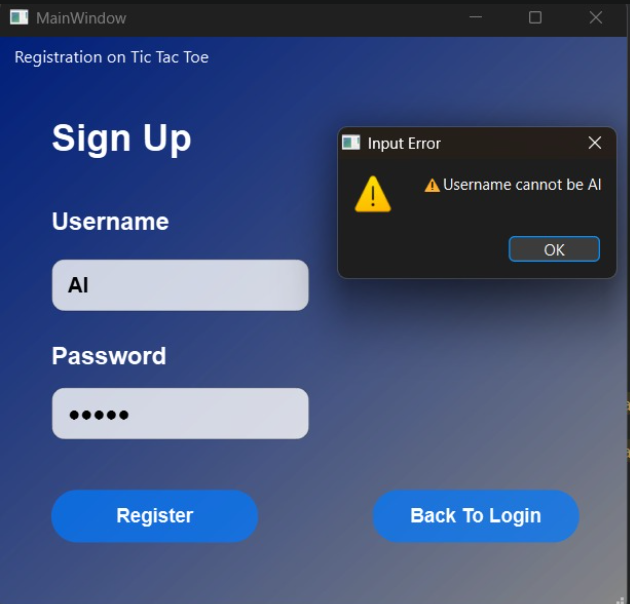 MainWindow
Registration on Tic Tac Toe
Sign Up
Input Error
⚠Username cannot be AI
OK
Username
AI
Password
●●●●●
Register
Back To Login